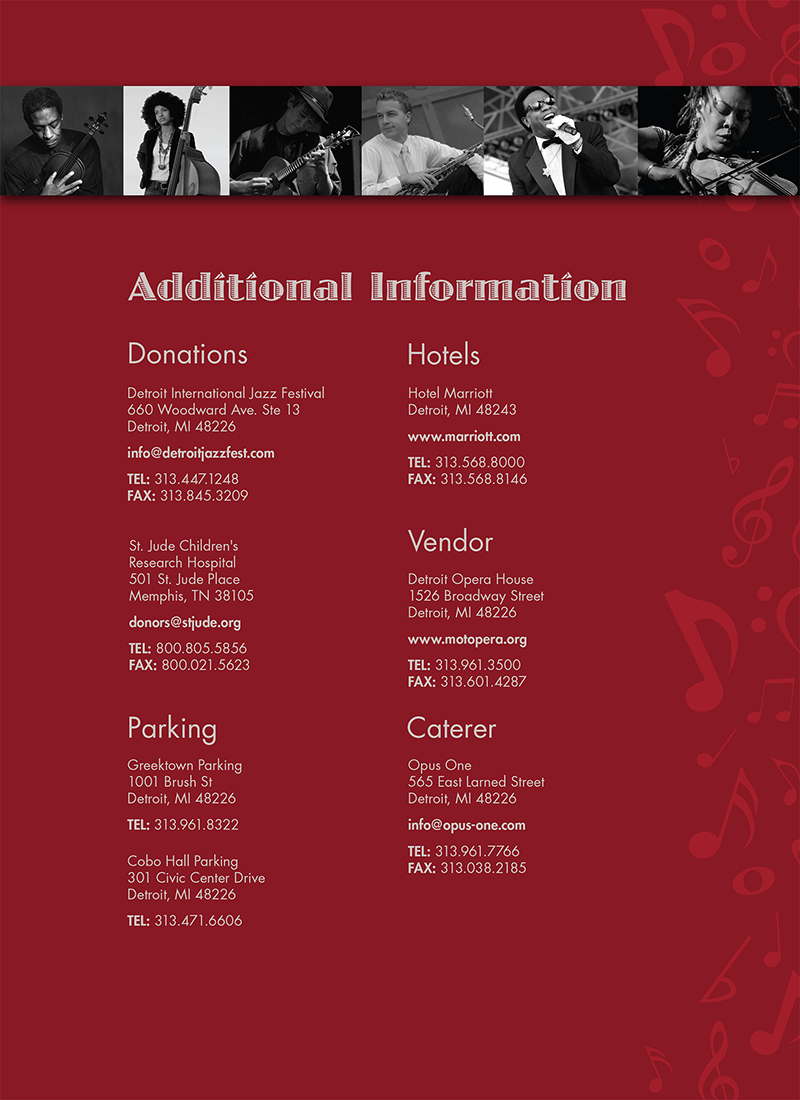 Additional Information
Donations
Detroit International Jazz Festival
660 Woodward Ave. Ste 13
Detroit, MI 48226
info@detroitjazzfest.com
TEL: 313.447.1248
FAX: 313.845.3209
St. Jude Children's
Research Hospital
501 St. Jude Place
Memphis, TN 38105
donors@stjude.org
TEL: 800.805.5856
FAX: 800.021.5623
Parking
Greektown Parking
1001 Brush St
Detroit, MI 48226
TEL: 313.961.8322
Cobo Hall Parking
301 Civic Center Drive
Detroit, MI 48226
TEL: 313.471.6606
Hotels
Hotel Marriott
Detroit, MI 48243
www.marriott.com
TEL: 313.568.8000
FAX: 313.568.8146
Vendor
Detroit Opera House
1526 Broadway Street
Detroit, MI 48226
www.motopera.org
TEL: 313.961.3500
FAX: 313.601.4287
Caterer
Opus One
565 East Larned Street
Detroit, MI 48226
info@opus-one.com
TEL: 313.961.7766
FAX: 313.038.2185